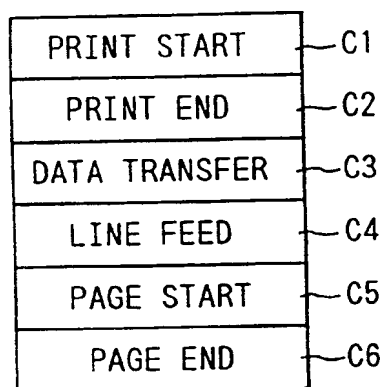 PRINT START C1
PRINT END C2
DATA TRANSFER C3
LINE FEED C4
PAGE START C5
PAGE END C6